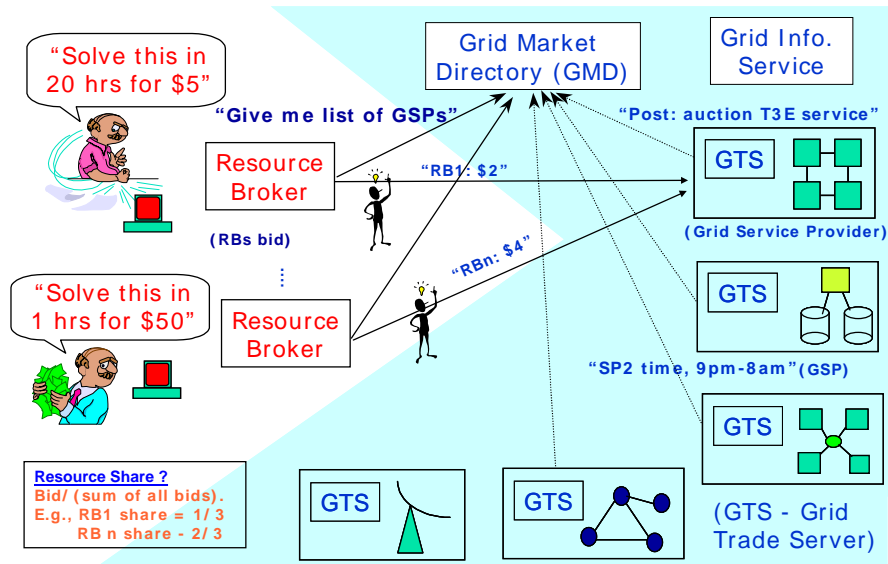 “Solve this in
20 hrs for $5”
Grid Market
Directory (GMD)
Grid Info.
Service
“Give me list of GSPs”
“Post: auction T3E service”
Resource
Broker
“RB1: $2”
GTS
(RBs bid)
(Grid Service Provider)
“RBn: $4”
“Solve this in
1 hrs for $50”
Resource
Broker
GTS
“SP2 time, 9pm-8am”(GSP)
GTS
Resource Share ?
Bid/ (sum of all bids).
E.g., RB1 share = 1/3
RB n share - 2/3
GTS
GTS
(GTS - Grid
Trade Server)